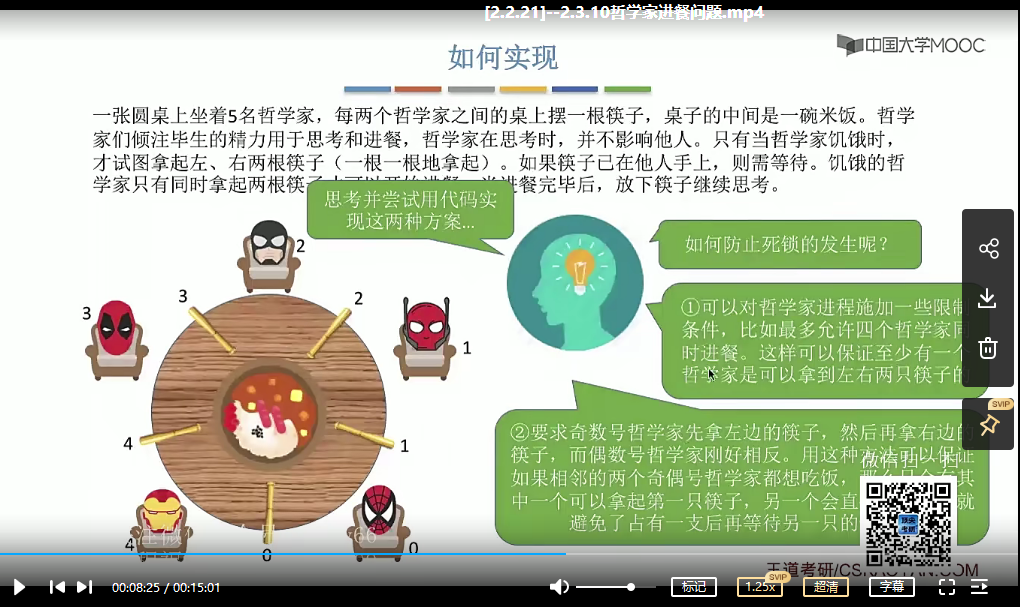 [2.2.21]--2.3.10哲学家进餐问题.mp4
中国大学MOOC
如何实现
一张圆桌上坐着5名哲学家，每两个哲学家之间的桌上摆一根筷子，桌子的中间是一碗米饭。哲学
家们倾注毕生的精力用于思考和进餐，哲学家在思考时，并不影响他人。只有当哲学家饥饿时，
才试图拿起左、右两根筷子（一根一根地拿起）。如果筷子已在他人手上，则需等待。饥饿的哲
学家只有同时拿起两根筷子
进餐完毕后，放下筷子继续思考。
思考并尝试用代码实
现这两种方案…
如何防止死锁的发生呢？
①可以对哲学家进程施加一些限制
条件，比如最多允许四个哲学家同
时进餐。这样可以保证至少有一个
哲学家是可以拿到左右两只筷子的
②要求奇数号哲学家先拿左边的筷子，然后再拿右边的
筷子，而偶数号哲学家刚好相反。用这种方法可以保证
如果相邻的两个奇偶号哲学家都想吃饭，
其
中一个可以拿起第一只筷子，另一个会直
就
避免了占有一支后再等待另一只的
2
3
2
3
1
4
1
4
0
0
微信扫一扫
王道考研/CSKAOYAN.COM
SVIP
00:08:25 / 00:15:01
标记
1.25x
SVIP
超清
字幕